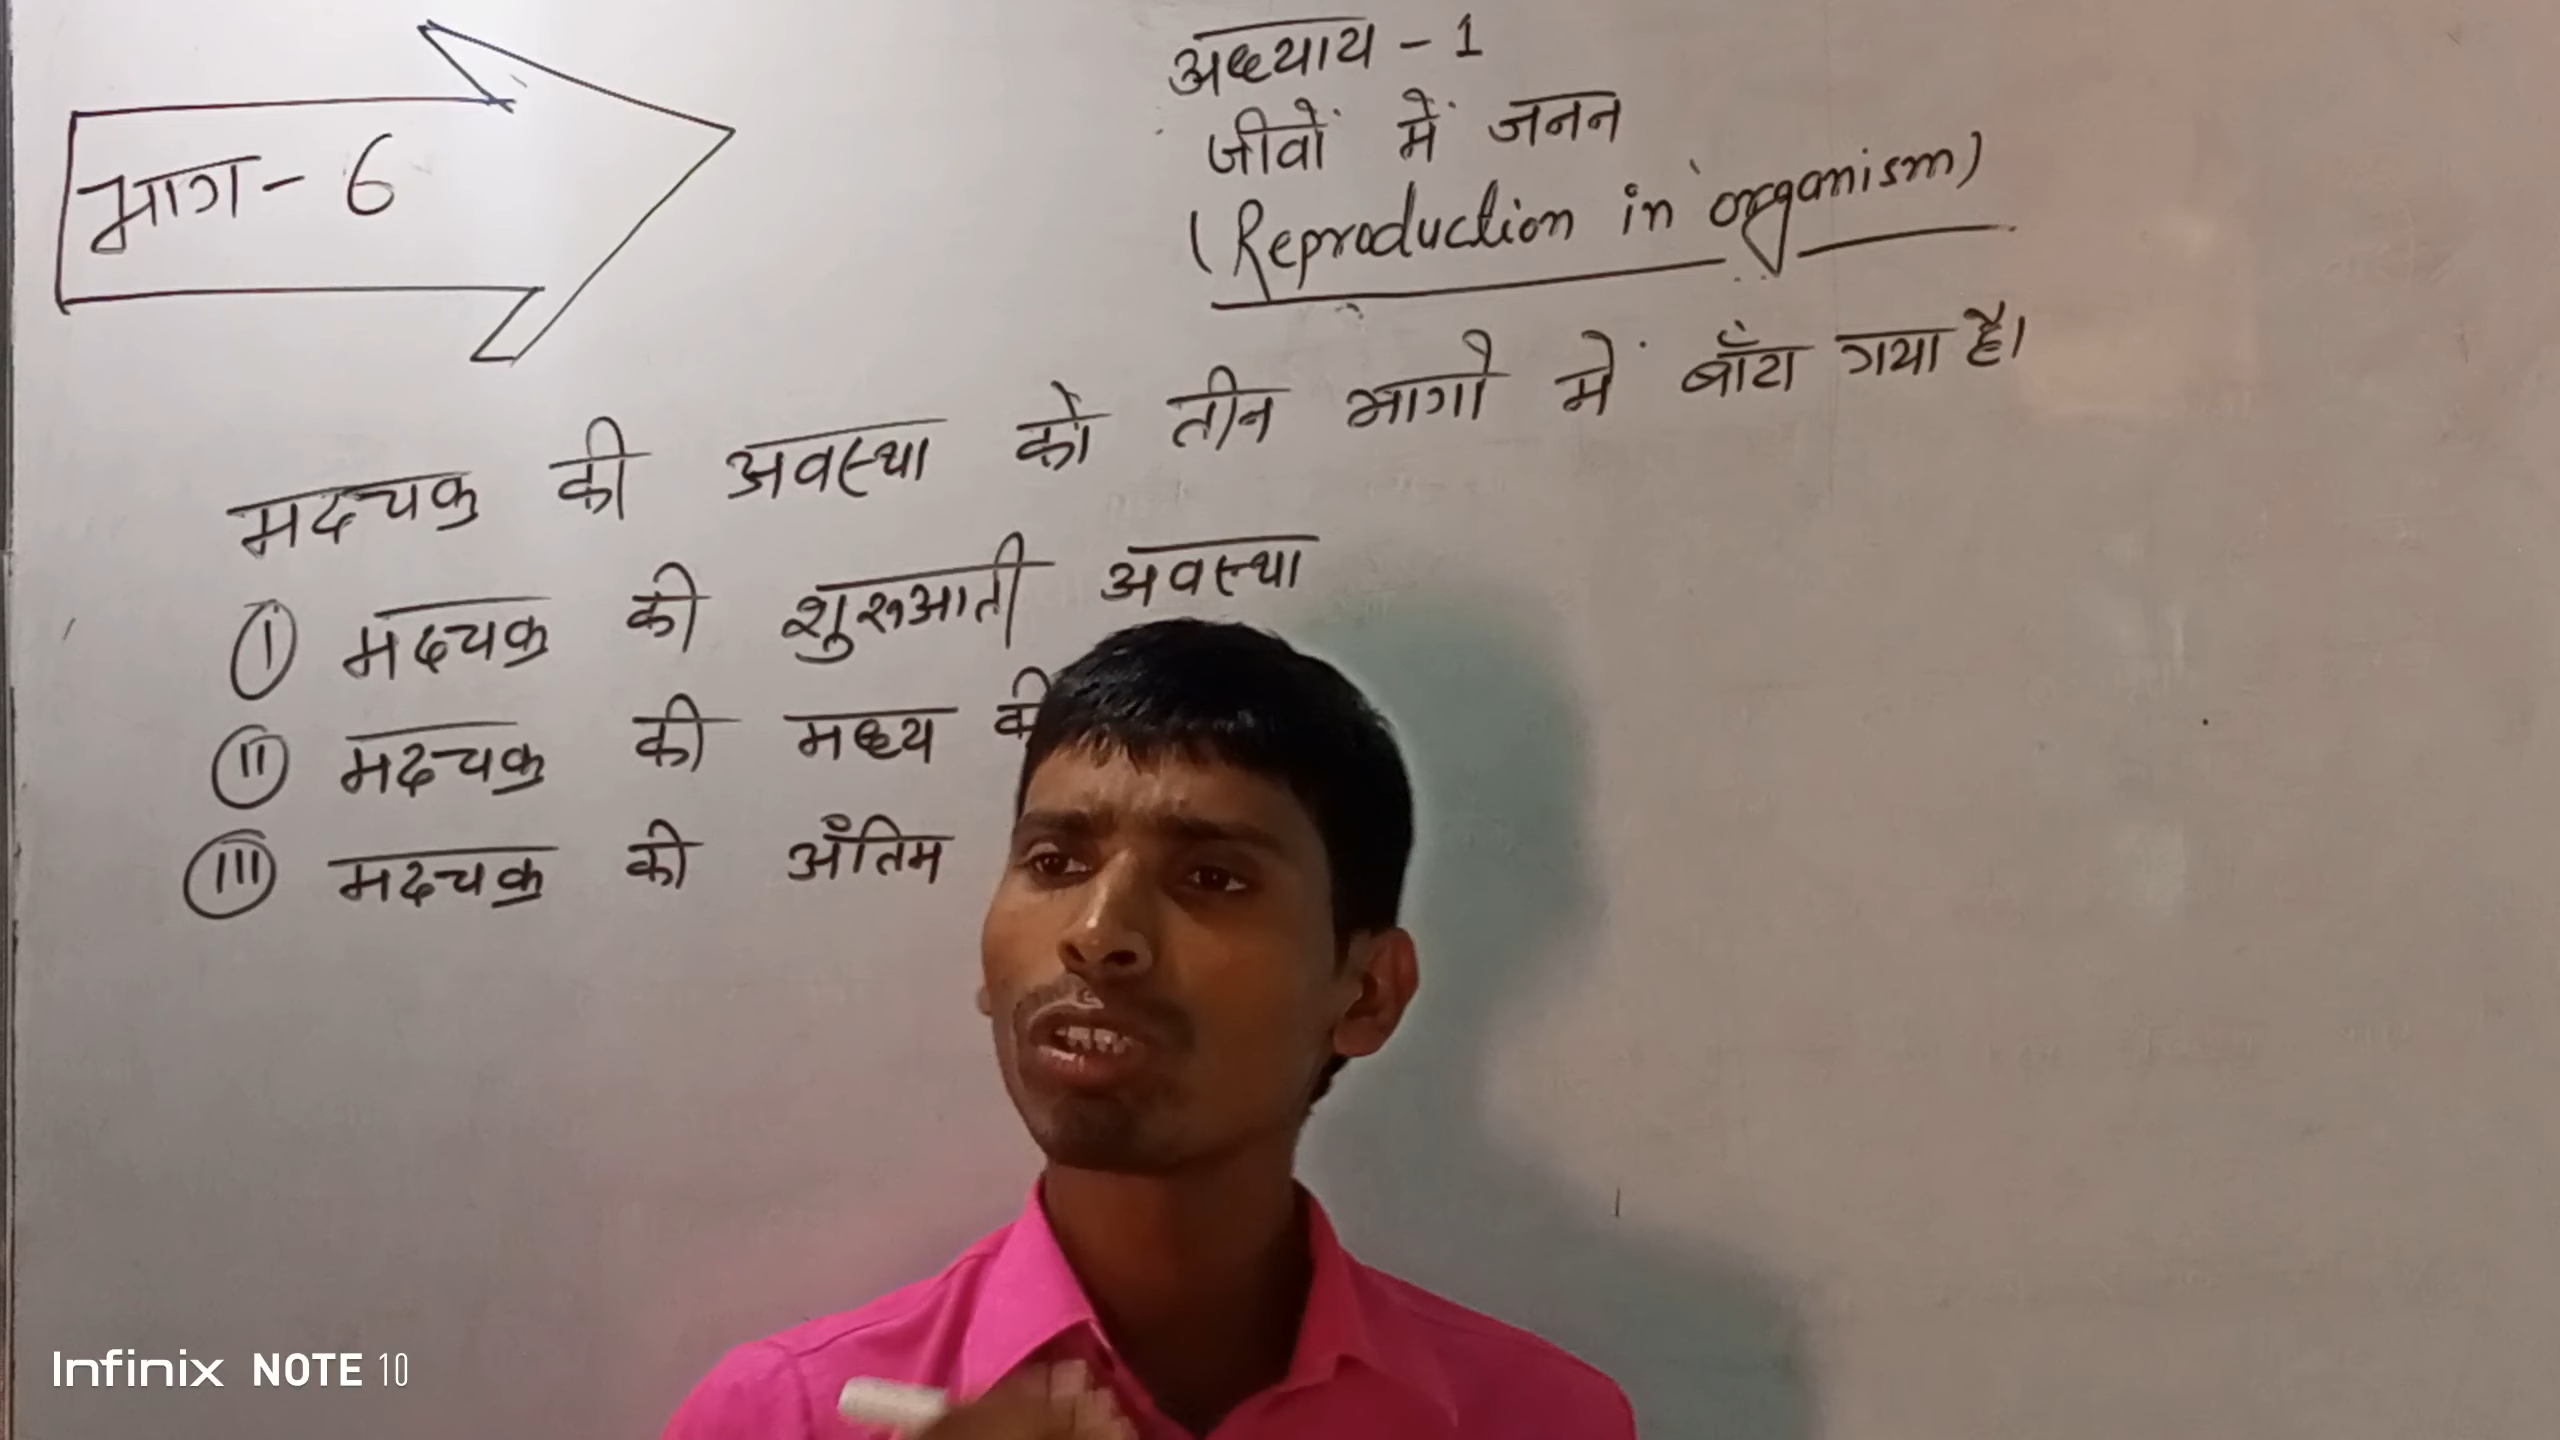 भाग - 6
अध्याय - 1
जीवों में जनन
(Reproduction in organism)
मदचक्र की अवस्था को तीन भागों में बाँटा गया है।
(I) मदचक्र की शुरुआती अवस्था
(II) मदचक्र की मध्य की
(III) मदचक्र की अंतिम
Infinix NOTE 10